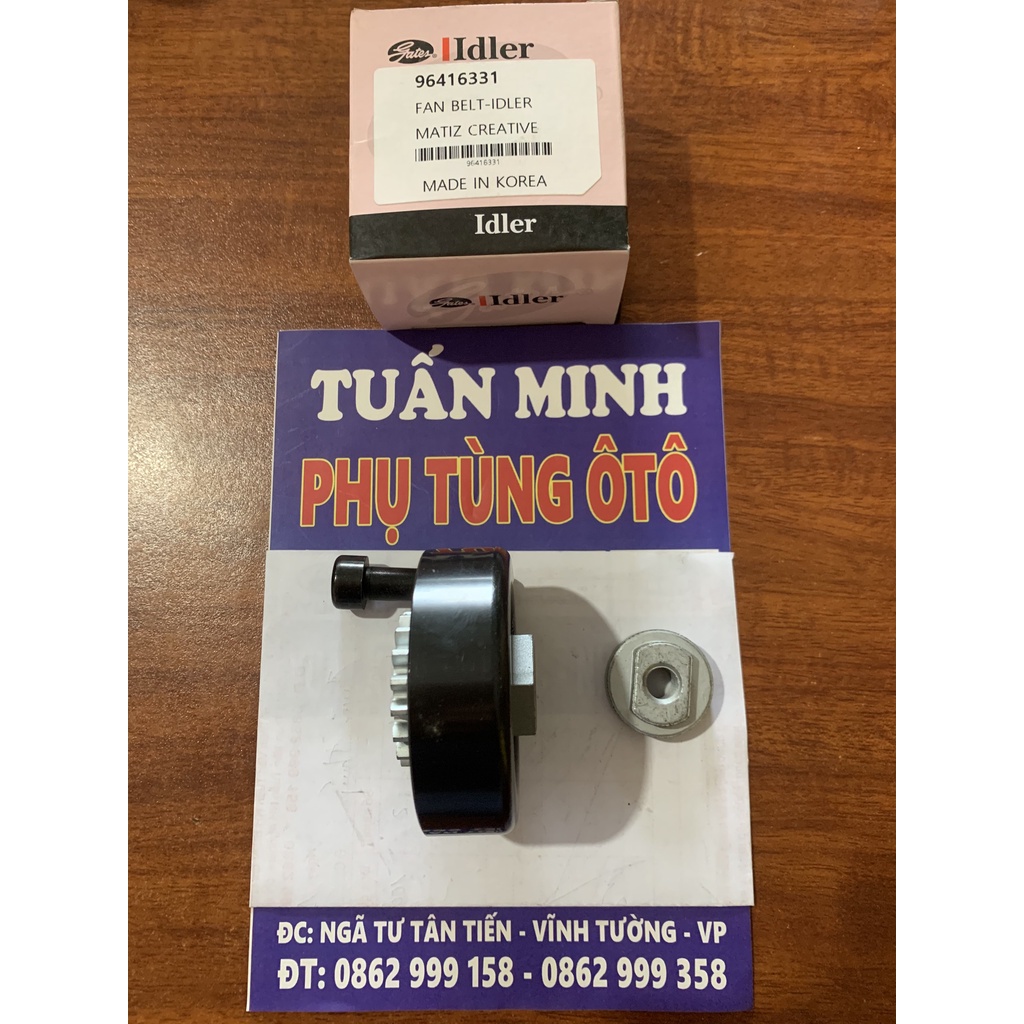 Gates Idler
96416331
FAN BELT-IDLER
MATIZ CREATIVE
96416331
MADE IN KOREA
Idler
Gates Idler
TUẤN MINH
PHỤ TÙNG ÔTÔ
ĐC: NGÃ TƯ TÂN TIẾN - VĨNH TƯỜNG - VP
ĐT: 0862 999 158 - 0862 999 358